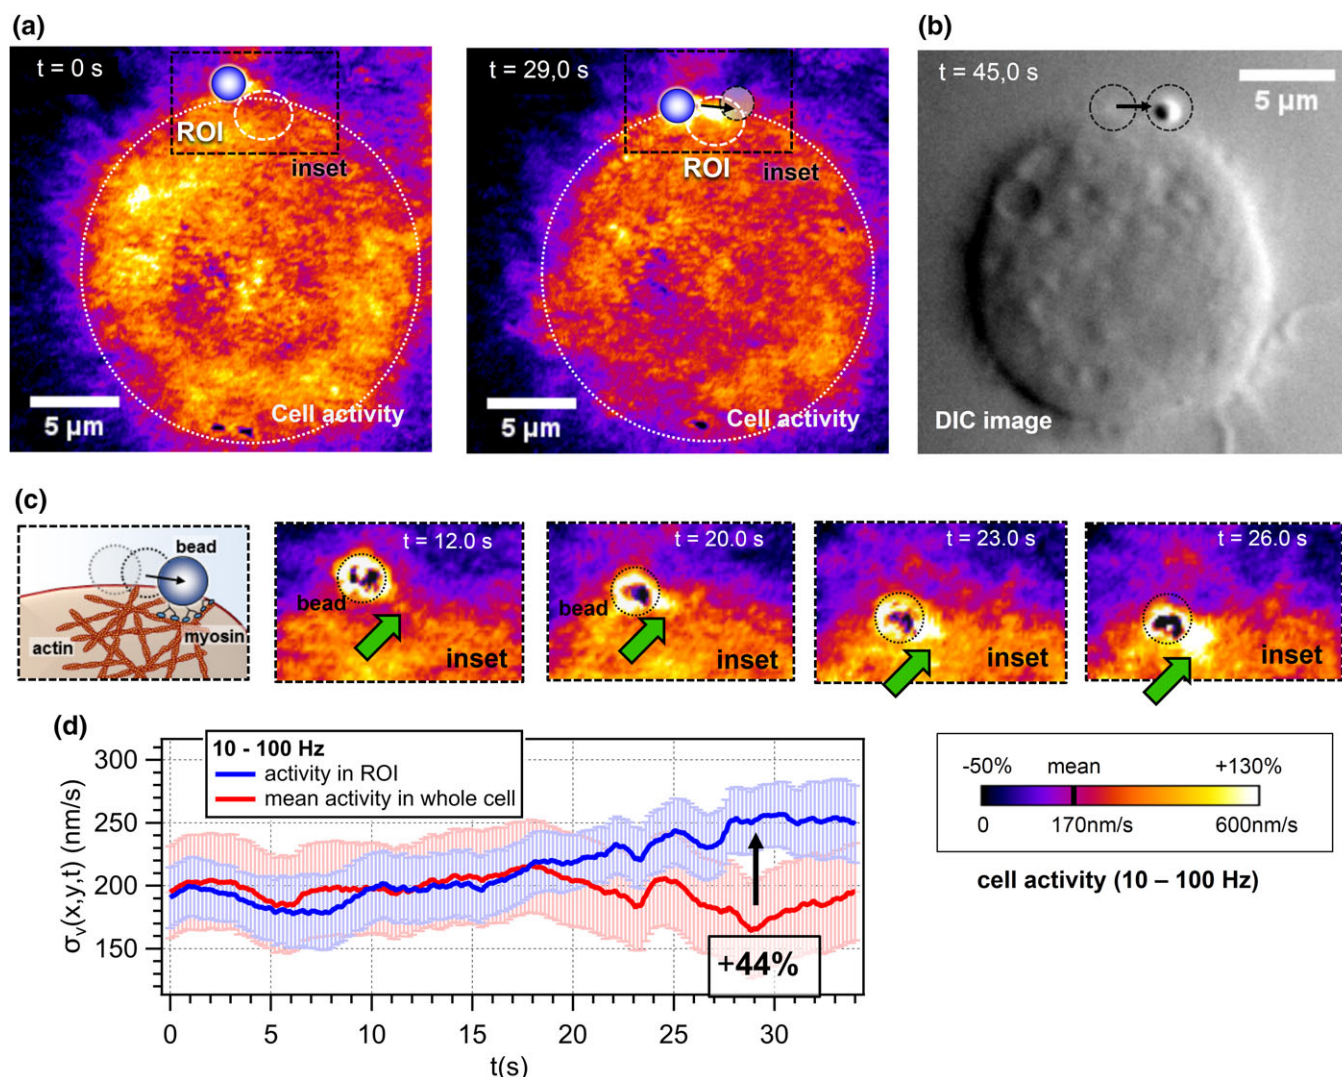 (a)
t = 0 s
ROI
inset
Cell activity
5 µm
t = 29,0 s
ROI
inset
Cell activity
5 µm
(b)
t = 45,0 s
5 µm
DIC image
(c)
bead
actin
myosin
t = 12.0 s
bead
inset
t = 20.0 s
bead
inset
t = 23.0 s
inset
t = 26.0 s
inset
(d)
10 - 100 Hz
activity in ROI
mean activity in whole cell
σv(x,y,t) (nm/s)
300
250
200
150
+44%
0 5 10 15 20 25 30
t(s)
-50% mean +130%
0 170nm/s 600nm/s
cell activity (10 – 100 Hz)